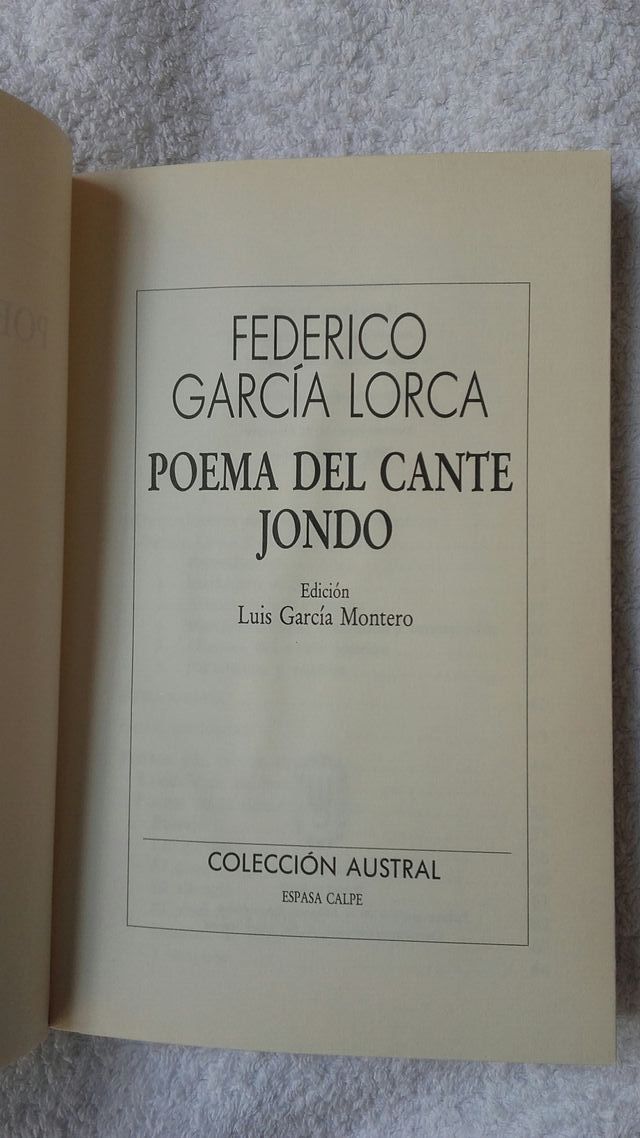 FEDERICO
GARCÍA LORCA
POEMA DEL CANTE
JONDO
Edición
Luis García Montero
COLECCIÓN AUSTRAL
ESPASA CALPE